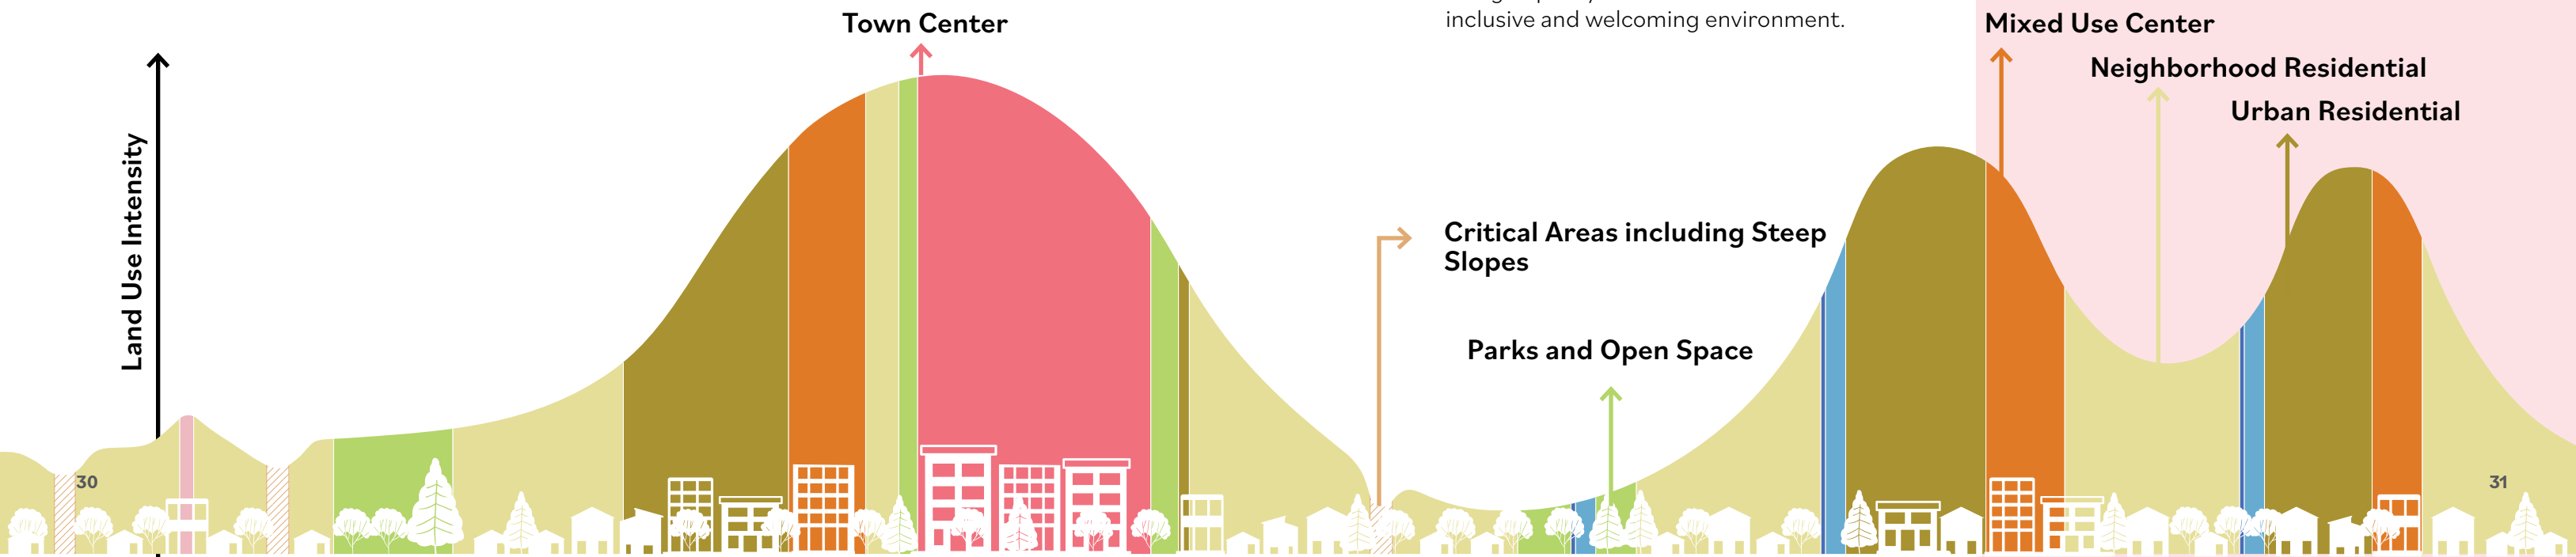 inclusive and welcoming environment.
Town Center
Mixed Use Center
Neighborhood Residential
Urban Residential
Land Use Intensity
Critical Areas including Steep
Slopes
Parks and Open Space
30
31